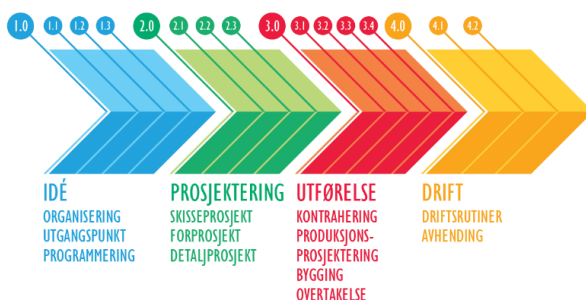 1.0 1.1 1.2 1.3 2.0 2.1 2.2 2.3 3.0 3.1 3.2 3.3 3.4 4.0 4.1 4.2
IDÉ
ORGANISERING
UTGANGSPUNKT
PROGRAMMERING
PROSJEKTERING
SKISSEPROSJEKT
FORPROSJEKT
DETALJPROSJEKT
UTFØRELSE
KONTRAHERING
PRODUKSJONS-
PROSJEKTERING
BYGGING
OVERTAKELSE
DRIFT
DRIFTSRUTINER
AVHENDING